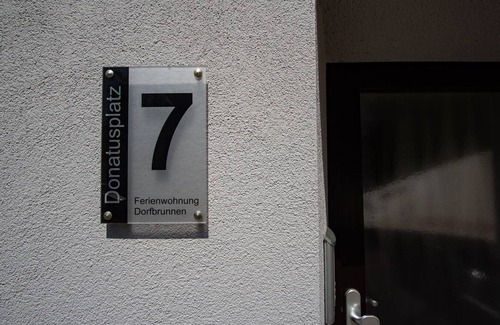 Donatusplatz
7
Ferienwohnung
Dorfbrunnen